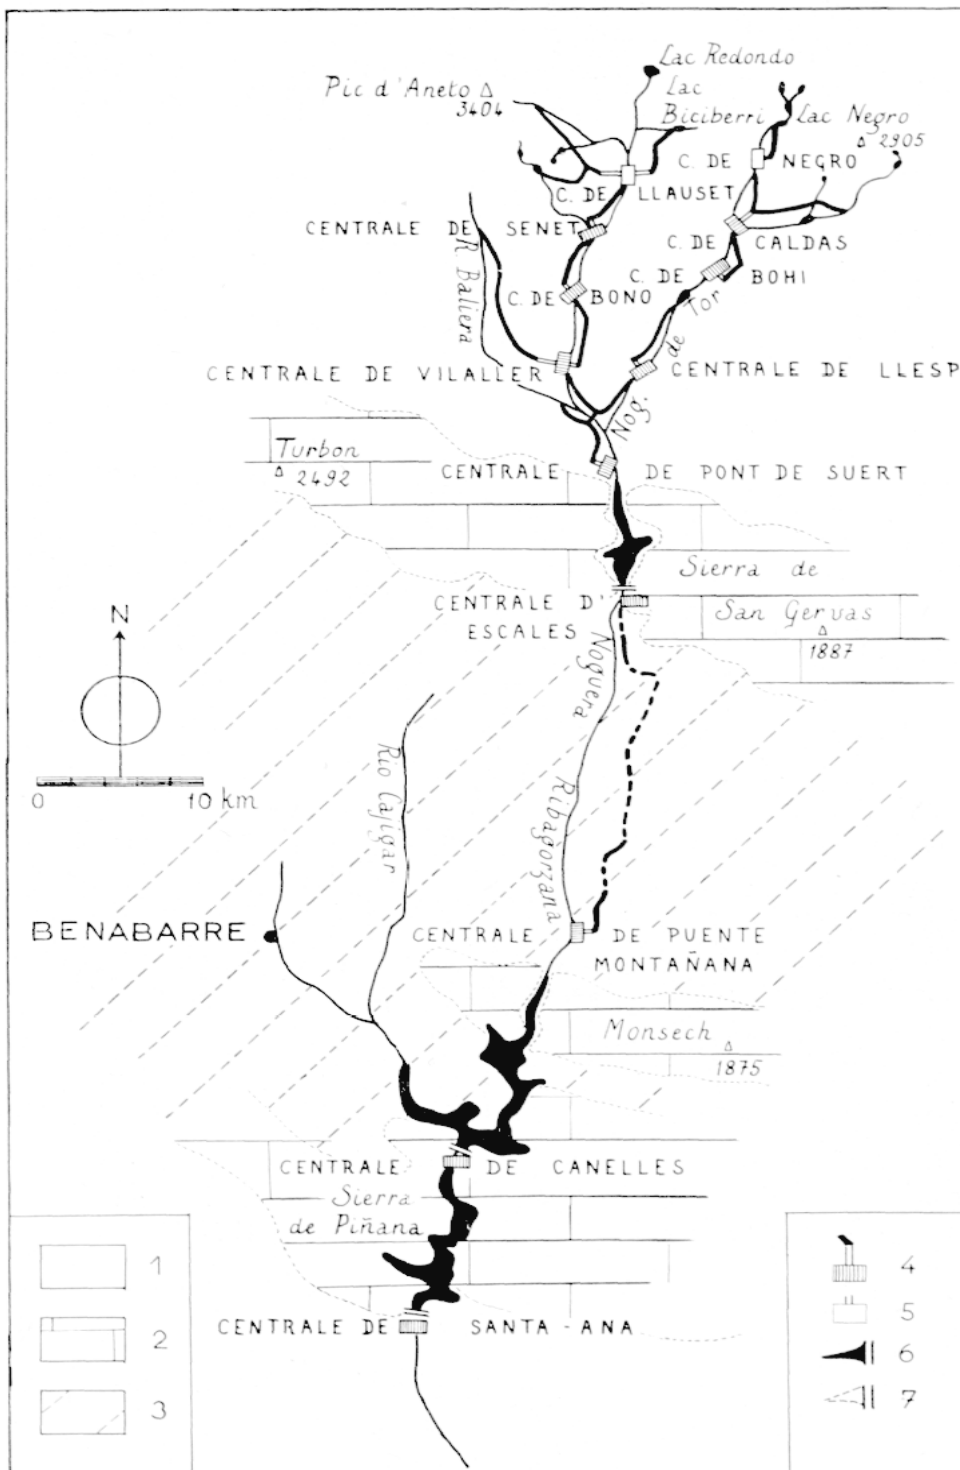 Lac Redondo
Pic d'Aneto
3404
Lac
Biciberri
Lac Negro
2905
C. DE NEGRO
C. DE LLAUSET
CENTRALE DE SENET
C. DE CALDAS
R. Baliera
C. DE BOHI
C. DE BONO
Nog. de Tor
CENTRALE DE VILALLER
CENTRALE DE LLESP
Turbon
2492
CENTRALE DE PONT DE SUERT
Sierra de
San Gervas
1887
CENTRALE D'
ESCALES
N
Noguera Ribagorzana
Rio Cajigar
0 10 km
BENABARRE
CENTRALE DE PUENTE
MONTAÑANA
Monsech
1875
CENTRALE DE CANELLES
Sierra
de Piñana
CENTRALE DE SANTA-ANA
1
2
3
4
5
6
7